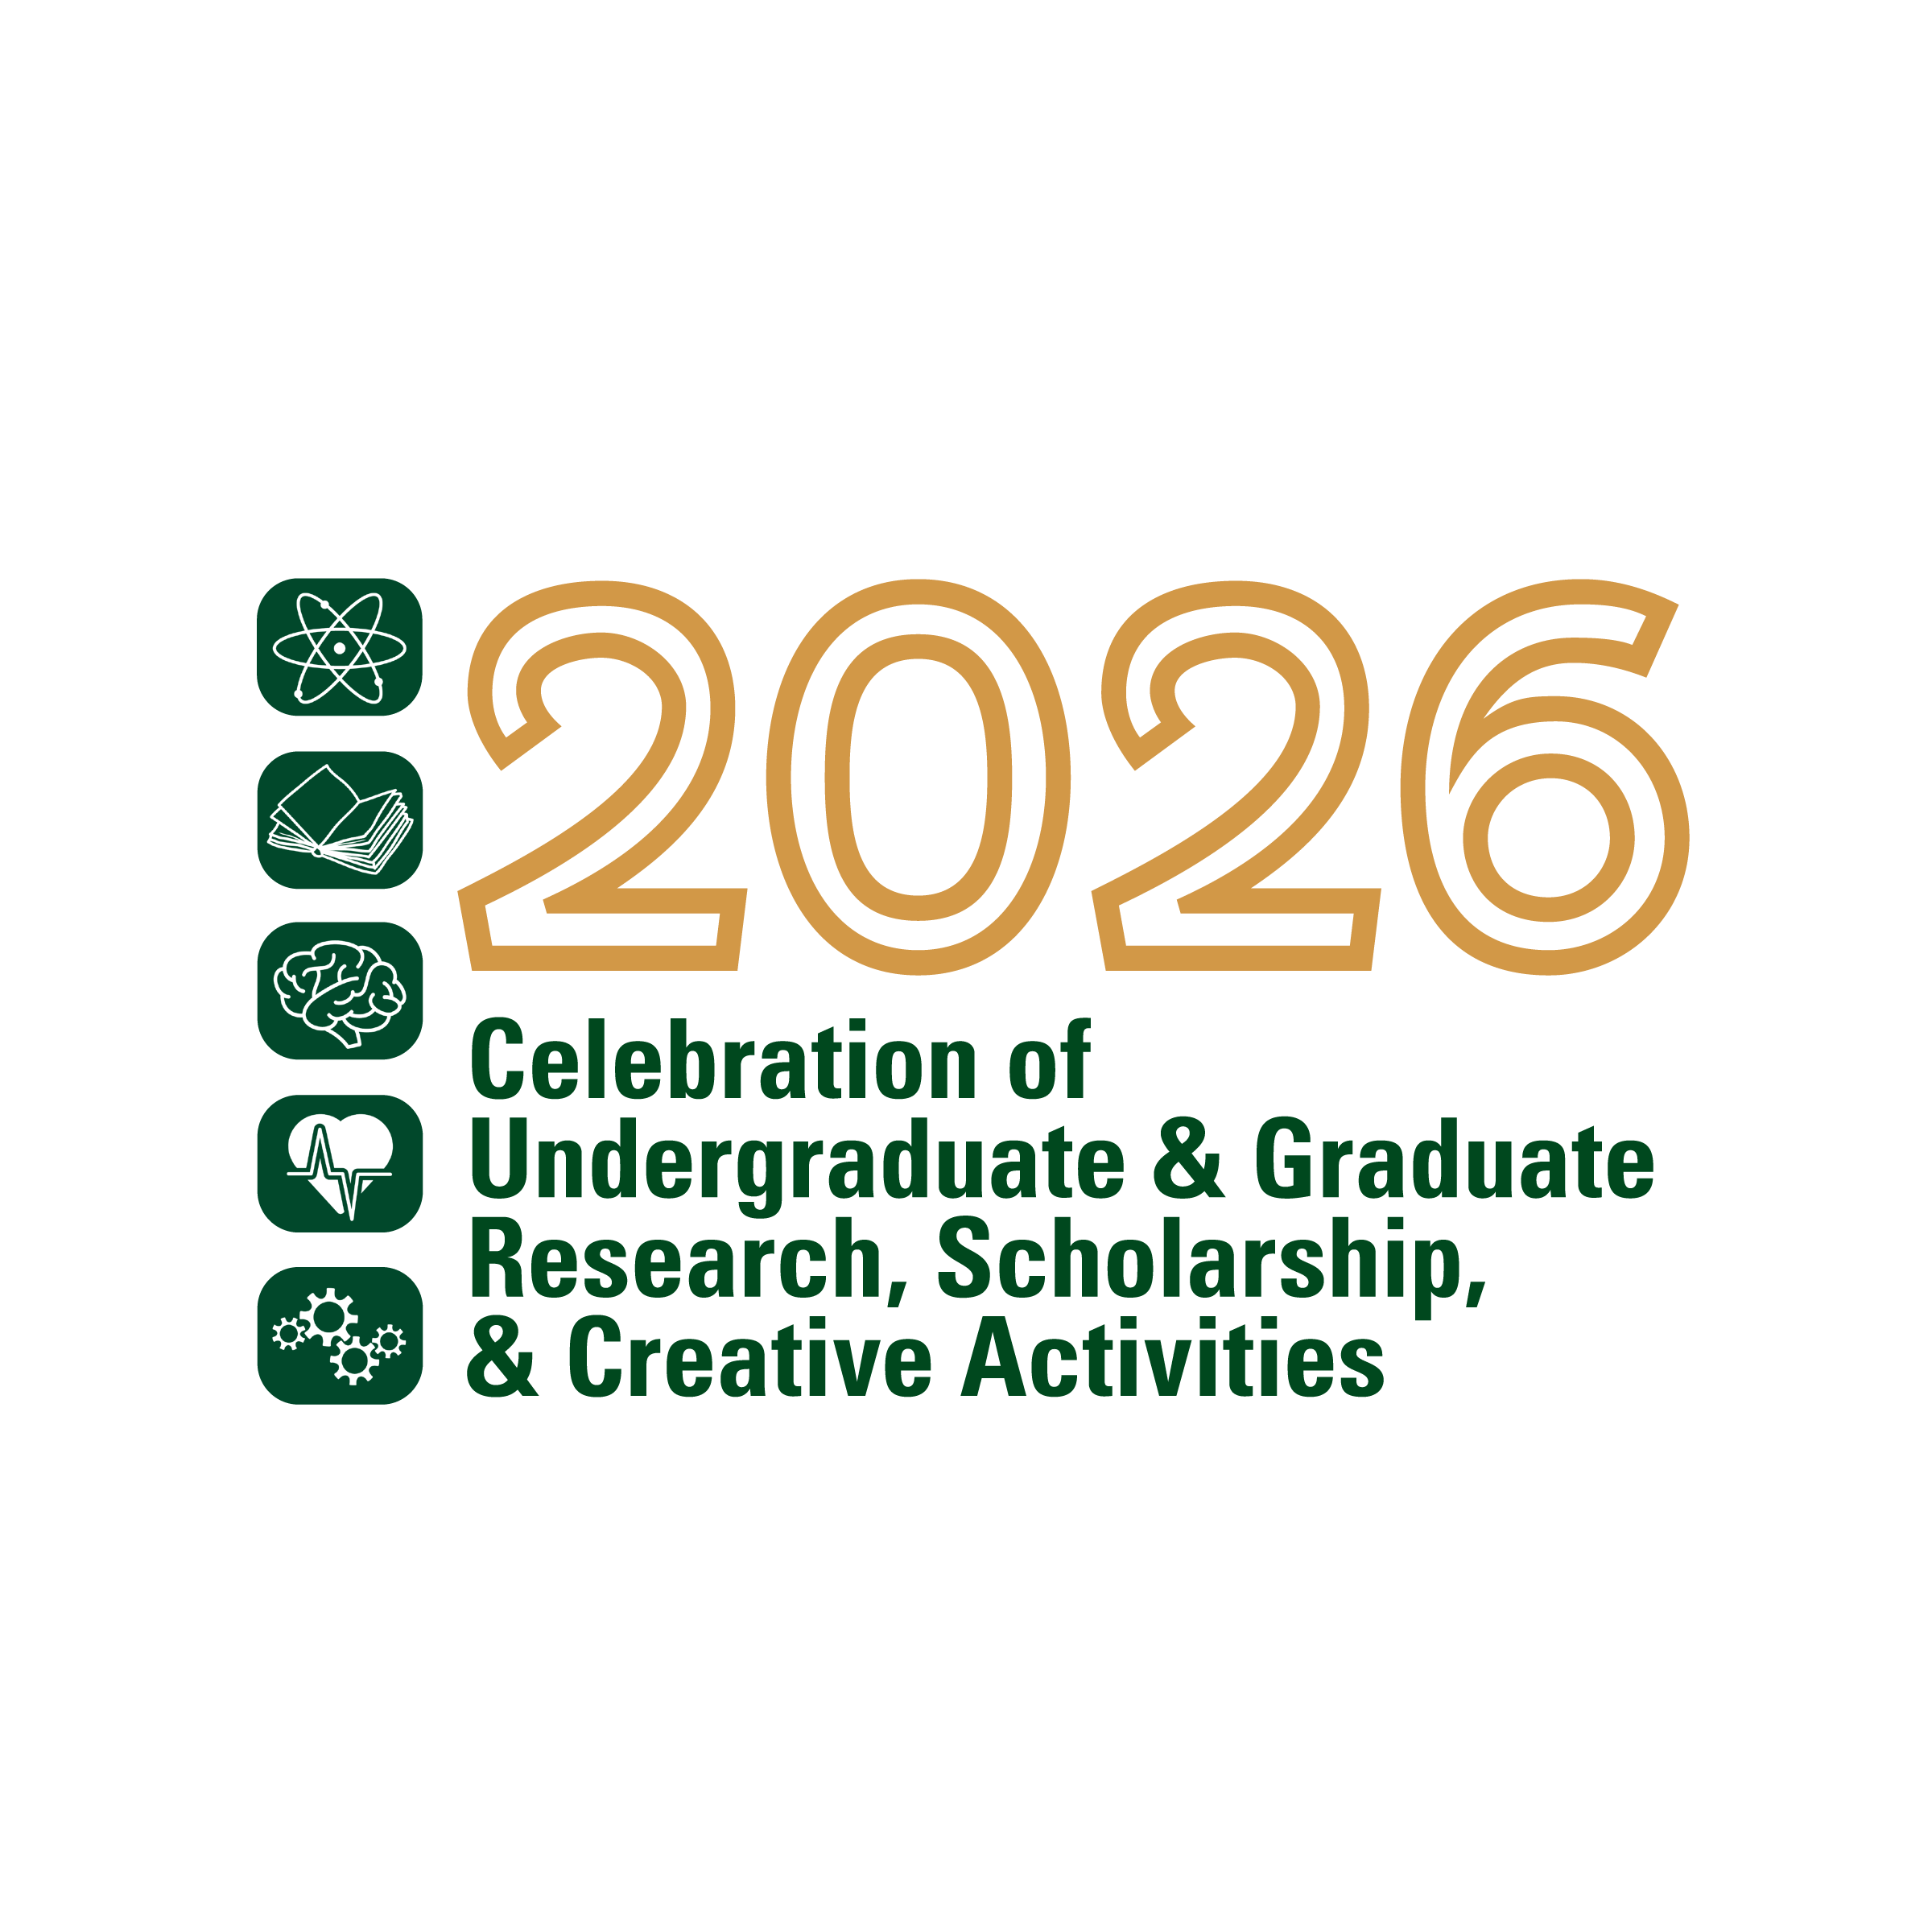 2026
Celebration of
Undergraduate & Graduate
Research, Scholarship,
& Creative Activities